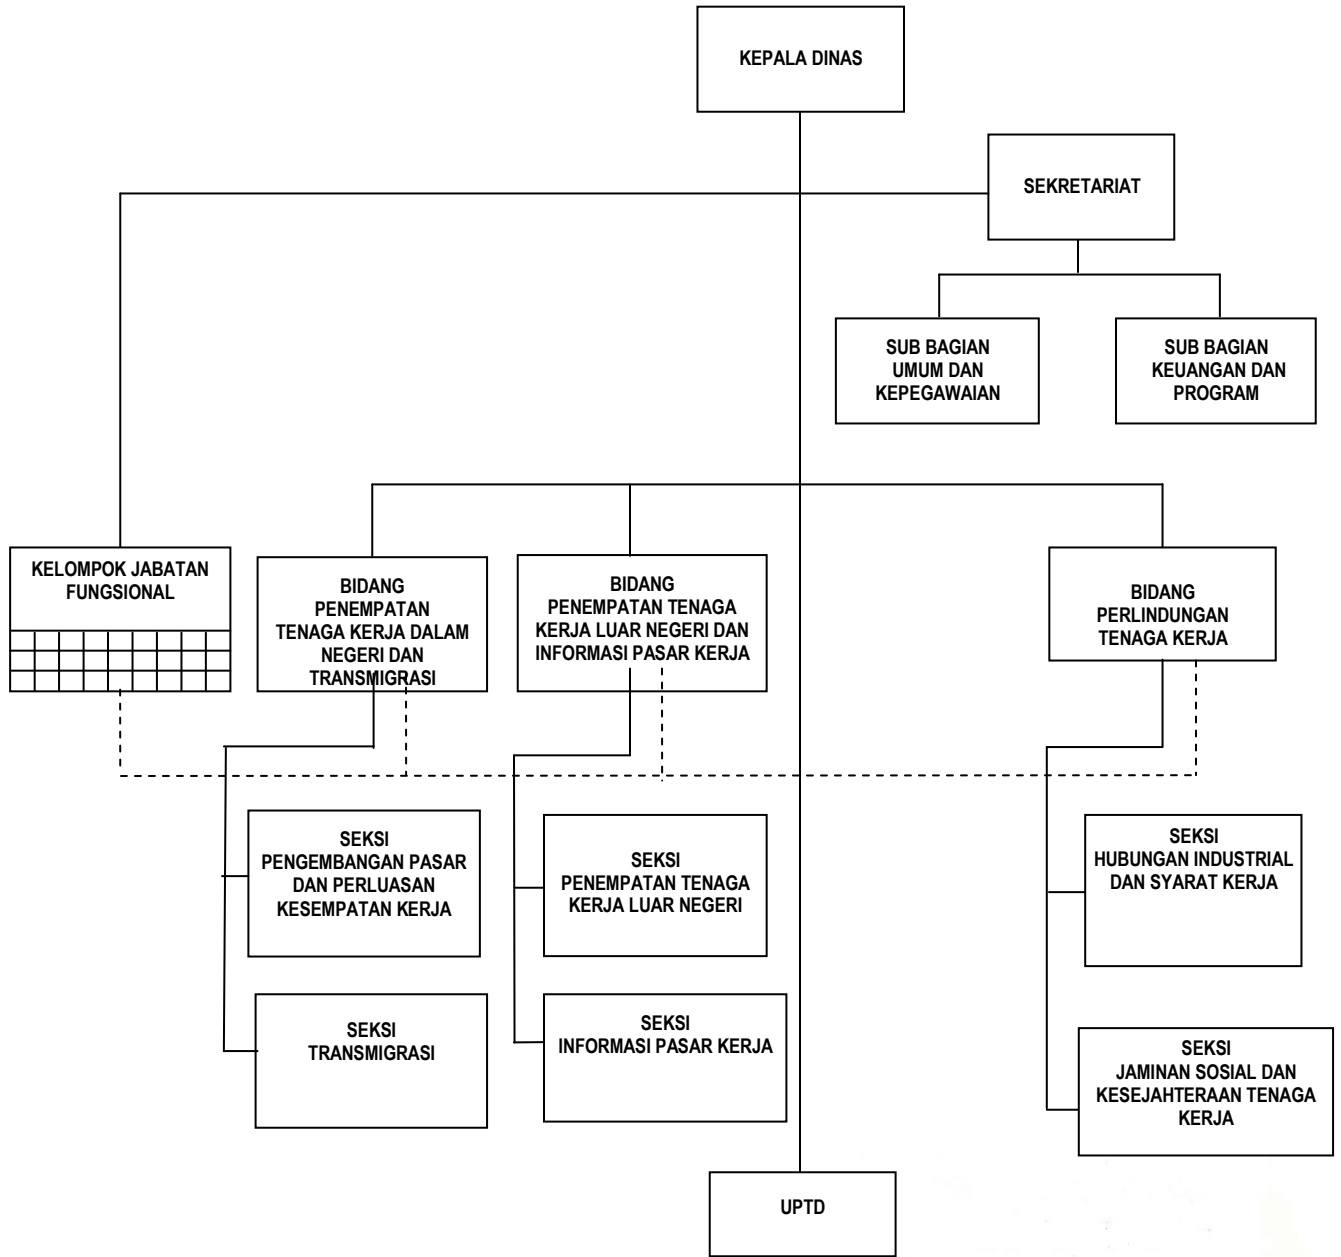 KEPALA DINAS
SEKRETARIAT
SUB BAGIAN
UMUM DAN
KEPEGAWAIAN
SUB BAGIAN
KEUANGAN DAN
PROGRAM
KELOMPOK JABATAN
FUNGSIONAL
BIDANG
PENEMPATAN
TENAGA KERJA DALAM
NEGERI DAN
TRANSMIGRASI
BIDANG
PENEMPATAN TENAGA
KERJA LUAR NEGERI DAN
INFORMASI PASAR KERJA
BIDANG
PERLINDUNGAN
TENAGA KERJA
SEKSI
PENGEMBANGAN PASAR
DAN PERLUASAN
KESEMPATAN KERJA
SEKSI
PENEMPATAN TENAGA
KERJA LUAR NEGERI
SEKSI
HUBUNGAN INDUSTRIAL
DAN SYARAT KERJA
SEKSI
TRANSMIGRASI
SEKSI
INFORMASI PASAR KERJA
SEKSI
JAMINAN SOSIAL DAN
KESEJAHTERAAN TENAGA
KERJA
UPTD